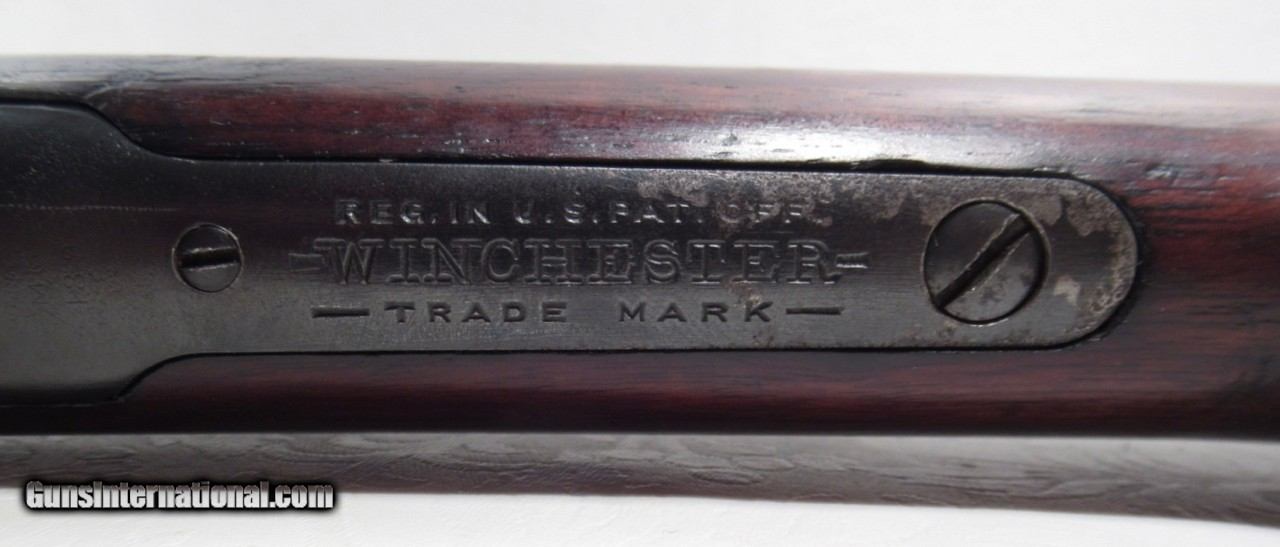 REG. IN U.S. PAT. OFF.
-WINCHESTER-
— TRADE MARK —
GunsInternational.com